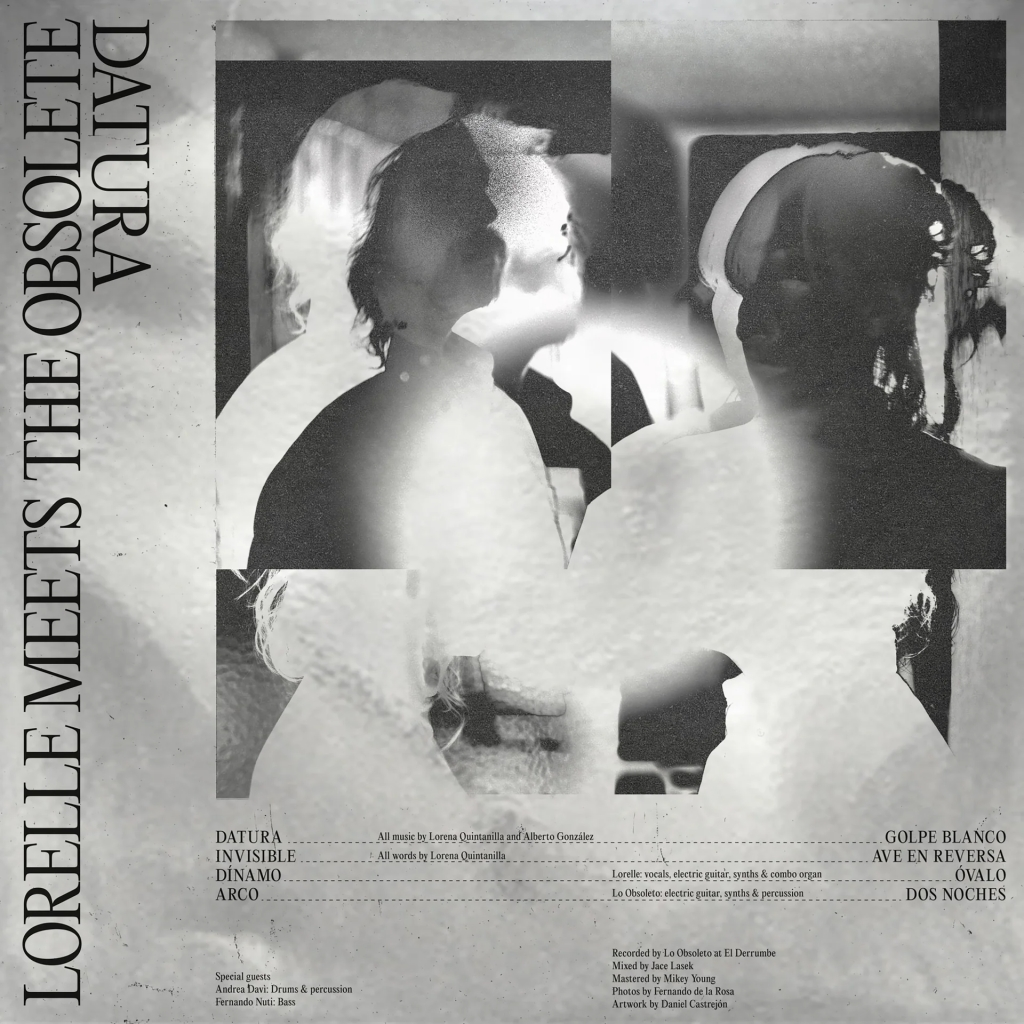 LORELLE MEETS THE OBSOLETE
DATURA
DATURA All music by Lorena Quintanilla and Alberto González GOLPE BLANCO
INVISIBLE All words by Lorena Quintanilla AVE EN REVERSA
DÍNAMO Lorelle: vocals, electric guitar, synths & combo organ ÓVALO
ARCO Lo Obsoleto: electric guitar, synths & percussion DOS NOCHES
Special guests
Andrea Davi: Drums & percussion
Fernando Nuti: Bass
Recorded by Lo Obsoleto at El Derrumbe
Mixed by Jace Lasek
Mastered by Mikey Young
Photos by Fernando de la Rosa
Artwork by Daniel Castrejón